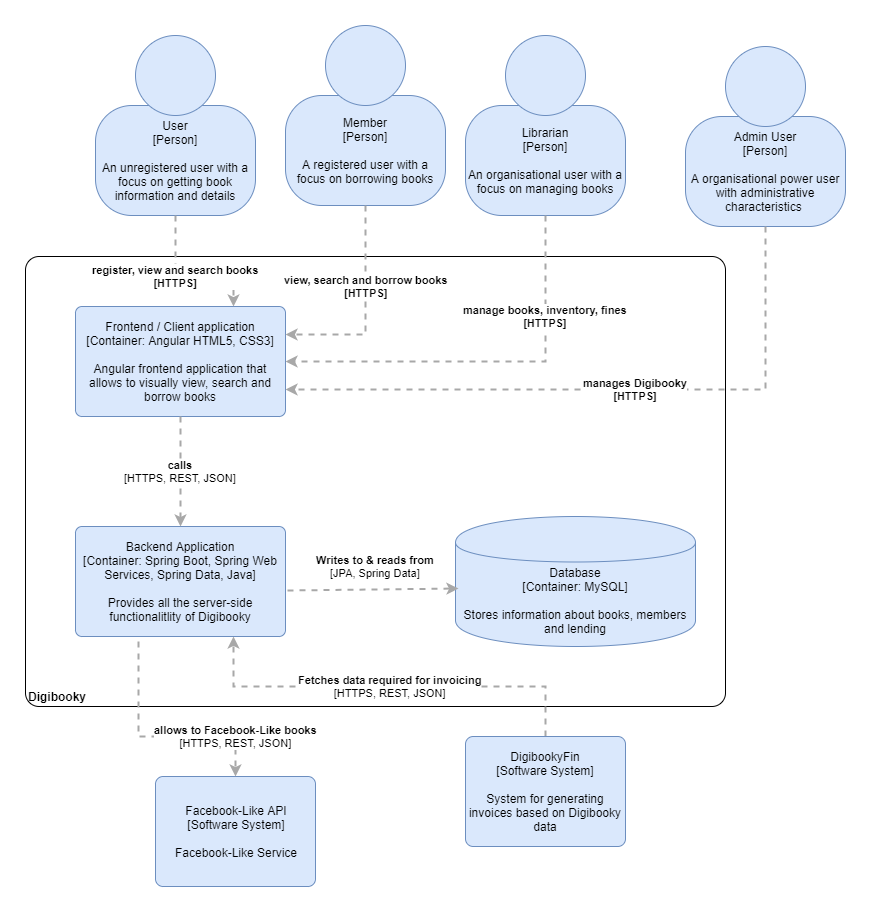 User
[Person]
An unregistered user with a
focus on getting book
information and details
Member
[Person]
A registered user with a
focus on borrowing books
Librarian
[Person]
An organisational user with a
focus on managing books
Admin User
[Person]
A organisational power user
with administrative
characteristics
register, view and search books
[HTTPS]
view, search and borrow books
[HTTPS]
manage books, inventory, fines
[HTTPS]
manages Digibooky
[HTTPS]
Frontend / Client application
[Container: Angular HTML5, CSS3]
Angular frontend application that
allows to visually view, search and
borrow books
calls
[HTTPS, REST, JSON]
Backend Application
[Container: Spring Boot, Spring Web
Services, Spring Data, Java]
Provides all the server-side
functionalitlity of Digibooky
Writes to & reads from
[JPA, Spring Data]
Database
[Container: MySQL]
Stores information about books, members
and lending
Fetches data required for invoicing
[HTTPS, REST, JSON]
Digibooky
allows to Facebook-Like books
[HTTPS, REST, JSON]
DigibookyFin
[Software System]
System for generating
invoices based on Digibooky
data
Facebook-Like API
[Software System]
Facebook-Like Service